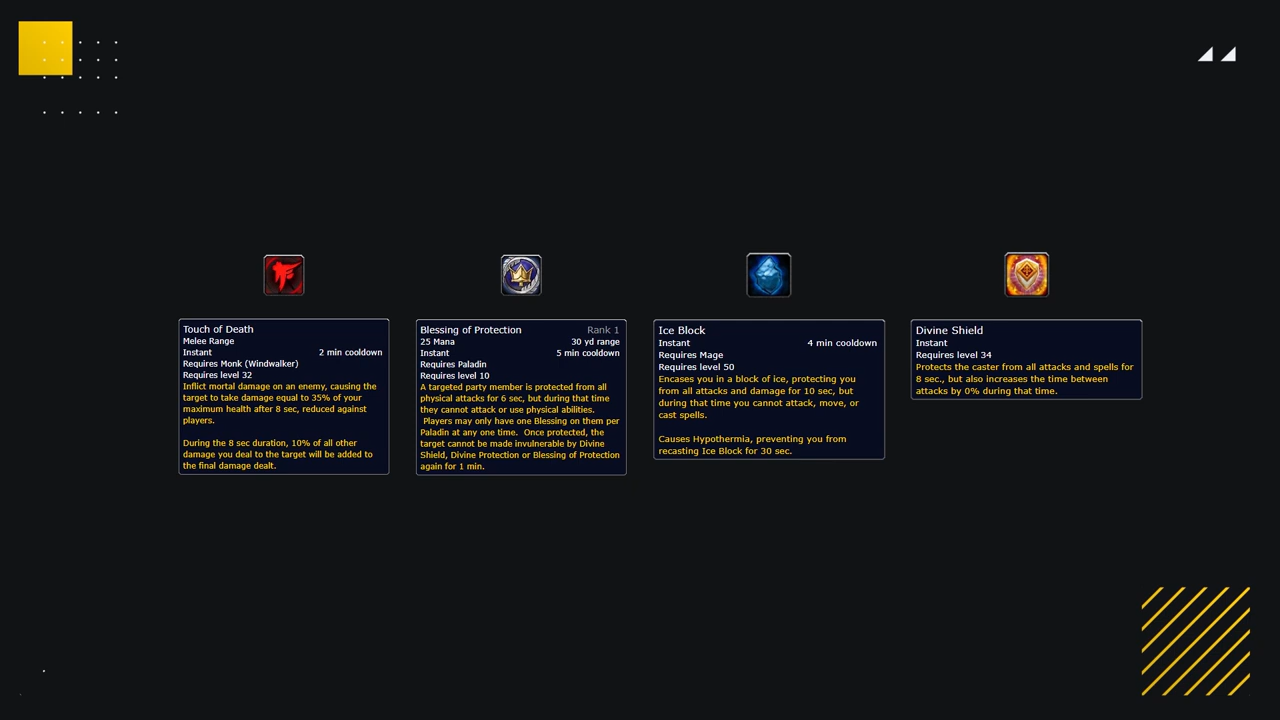 Touch of Death
Melee Range
Instant 2 min cooldown
Requires Monk (Windwalker)
Requires level 32
Inflict mortal damage on an enemy, causing the
target to take damage equal to 35% of your
maximum health after 8 sec, reduced against
players.
During the 8 sec duration, 10% of all other
damage you deal to the target will be added to
the final damage dealt.
Blessing of Protection Rank 1
25 Mana 30 yd range
Instant 5 min cooldown
Requires Paladin
Requires level 10
A targeted party member is protected from all
physical attacks for 6 sec, but during that time
they cannot attack or use physical abilities.
Players may only have one Blessing on them per
Paladin at any one time. Once protected, the
target cannot be made invulnerable by Divine
Shield, Divine Protection or Blessing of Protection
again for 1 min.
Ice Block
Instant 4 min cooldown
Requires Mage
Requires level 50
Encases you in a block of ice, protecting you
from all attacks and damage for 10 sec, but
during that time you cannot attack, move, or
cast spells.
Causes Hypothermia, preventing you from
recasting Ice Block for 30 sec.
Divine Shield
Instant
Requires level 34
Protects the caster from all attacks and spells for
8 sec., but also increases the time between
attacks by 0% during that time.